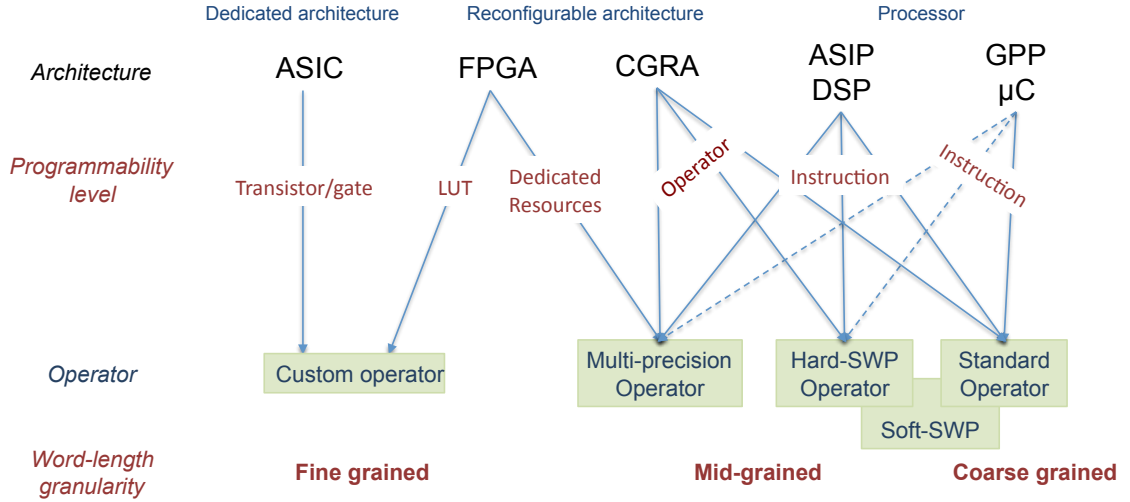 Dedicated architecture
Reconfigurable architecture
Processor
Architecture
ASIC
FPGA
CGRA
ASIP
DSP
GPP
µC
Programmability
level
Transistor/gate
LUT
Dedicated
Resources
Operator
Instruction
Instruction
Operator
Custom operator
Multi-precision
Operator
Hard-SWP
Operator
Standard
Operator
Soft-SWP
Word-length
granularity
Fine grained
Mid-grained
Coarse grained